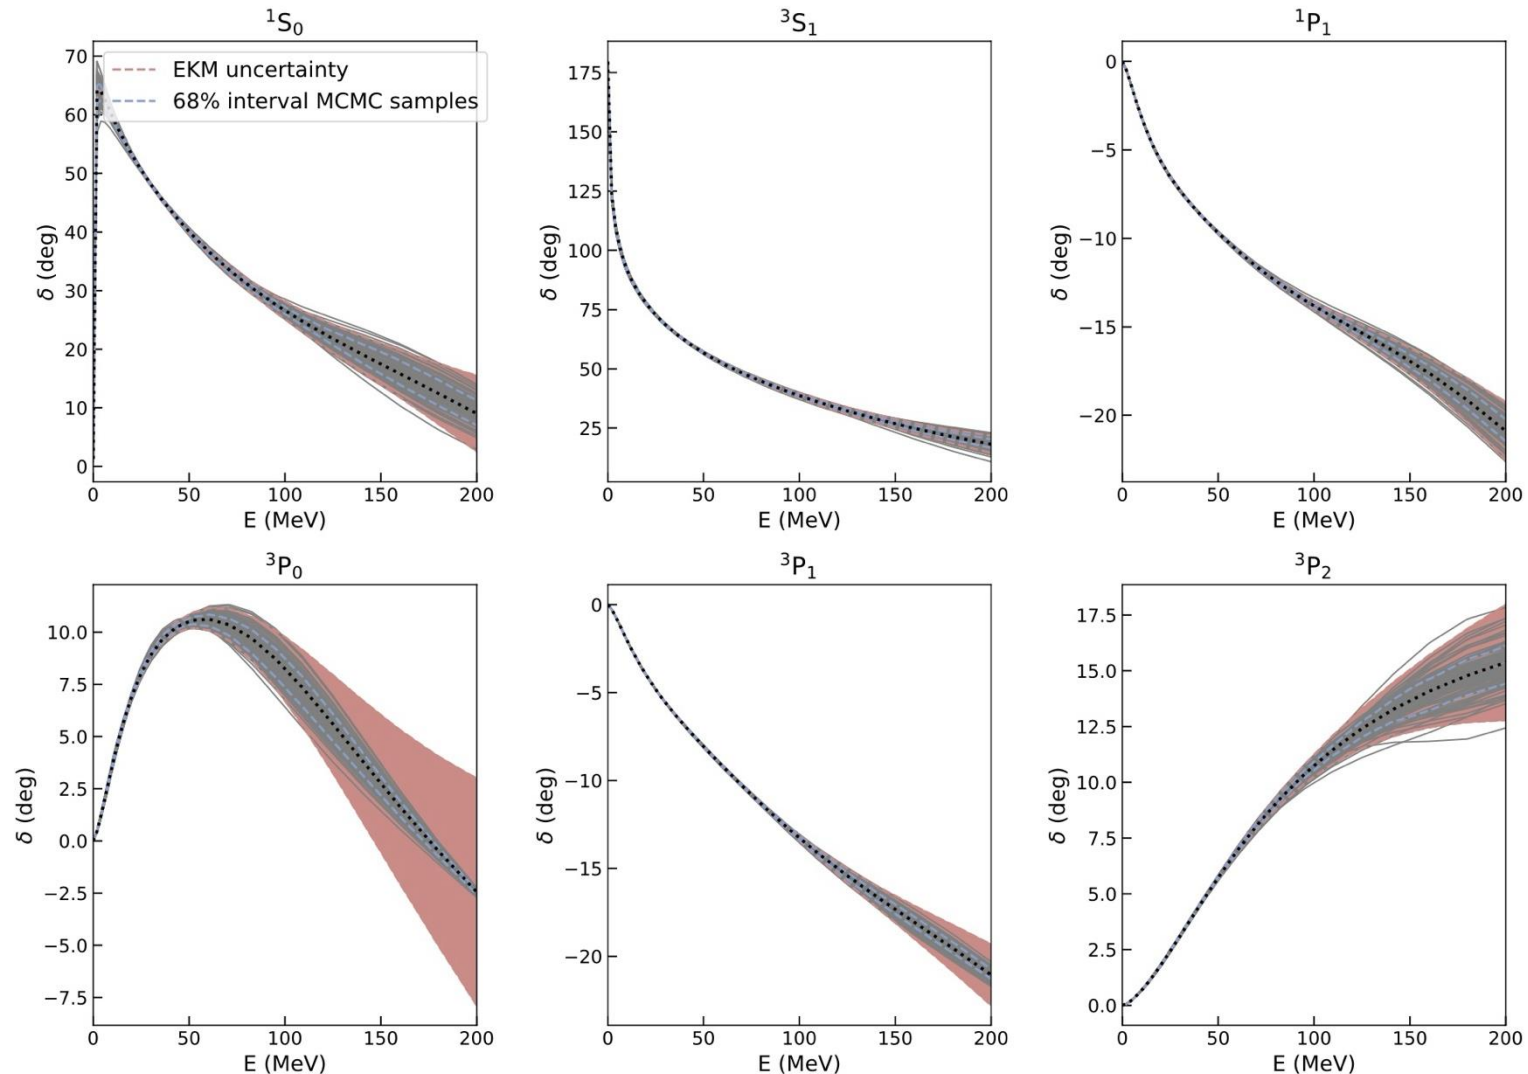 ¹S₀
70
60
50
40
30
20
10
0
δ (deg)
EKM uncertainty
68% interval MCMC samples
0 50 100 150 200
E (MeV)
³S₁
175
150
125
100
75
50
25
δ (deg)
0 50 100 150 200
E (MeV)
¹P₁
0
−5
−10
−15
−20
δ (deg)
0 50 100 150 200
E (MeV)
³P₀
10.0
7.5
5.0
2.5
0.0
−2.5
−5.0
−7.5
δ (deg)
0 50 100 150 200
E (MeV)
³P₁
0
−5
−10
−15
−20
δ (deg)
0 50 100 150 200
E (MeV)
³P₂
17.5
15.0
12.5
10.0
7.5
5.0
2.5
0.0
δ (deg)
0 50 100 150 200
E (MeV)